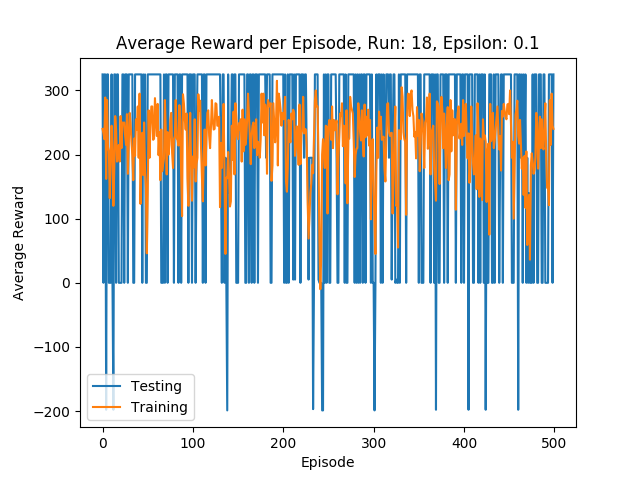 Average Reward per Episode, Run: 18, Epsilon: 0.1
300
200
100
0
−100
−200
Average Reward
Testing
Training
0 100 200 300 400 500
Episode